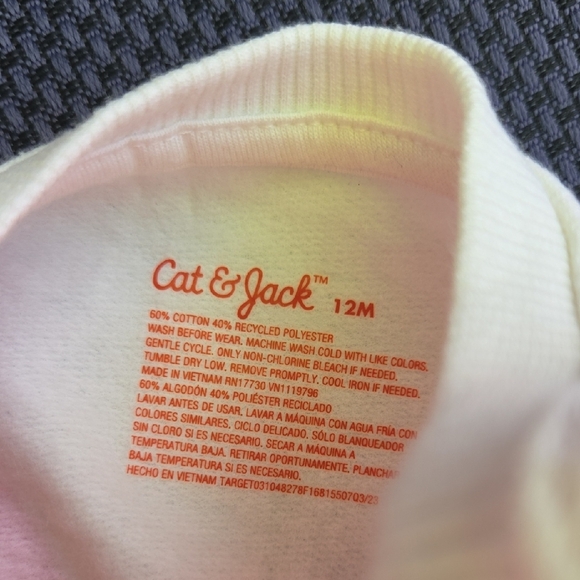 Cat & Jack™ 12M
60% COTTON 40% RECYCLED POLYESTER
WASH BEFORE WEAR. MACHINE WASH COLD WITH LIKE COLORS.
GENTLE CYCLE. ONLY NON-CHLORINE BLEACH IF NEEDED.
TUMBLE DRY LOW. REMOVE PROMPTLY. COOL IRON IF NEEDED.
MADE IN VIETNAM RN17730 VN1119796
60% ALGODÓN 40% POLIÉSTER RECICLADO
LAVAR ANTES DE USAR. LAVAR A MÁQUINA CON AGUA FRÍA CON
COLORES SIMILARES. CICLO DELICADO. SÓLO BLANQUEADOR
SIN CLORO SI ES NECESARIO. SECAR A MÁQUINA A
TEMPERATURA BAJA. RETIRAR OPORTUNAMENTE. PLANCHA
BAJA TEMPERATURA SI ES NECESARIO.
HECHO EN VIETNAM TARGET031048278F1681550703/23